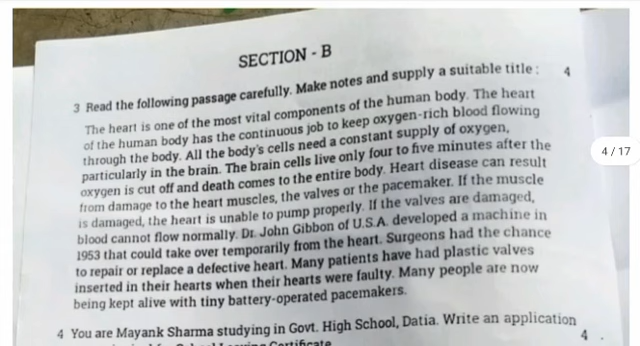 SECTION - B
3 Read the following passage carefully. Make notes and supply a suitable title : 4
The heart is one of the most vital components of the human body. The heart
of the human body has the continuous job to keep oxygen-rich blood flowing
through the body. All the body's cells need a constant supply of oxygen,
particularly in the brain. The brain cells live only four to five minutes after the
oxygen is cut off and death comes to the entire body. Heart disease can result
from damage to the heart muscles, the valves or the pacemaker. If the muscle
is damaged, the heart is unable to pump properly. If the valves are damaged,
blood cannot flow normally. Dr. John Gibbon of U.S.A. developed a machine in
1953 that could take over temporarily from the heart. Surgeons had the chance
to repair or replace a defective heart. Many patients have had plastic valves
inserted in their hearts when their hearts were faulty. Many people are now
being kept alive with tiny battery-operated pacemakers.
4 You are Mayank Sharma studying in Govt. High School, Datia. Write an application
School Leaving Certificate. 4
4 / 17